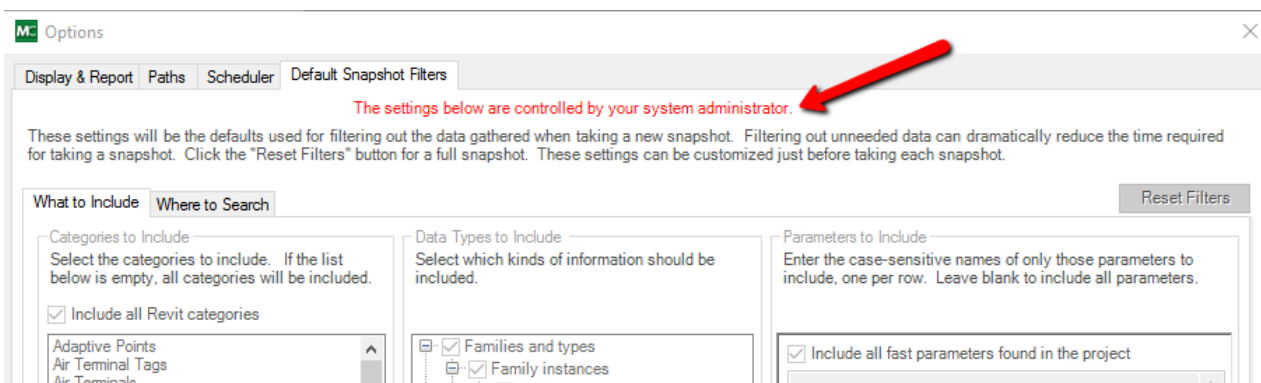 MC Options
Display & Report Paths Scheduler Default Snapshot Filters
The settings below are controlled by your system administrator.
These settings will be the defaults used for filtering out the data gathered when taking a new snapshot. Filtering out unneeded data can dramatically reduce the time required
for taking a snapshot. Click the "Reset Filters" button for a full snapshot. These settings can be customized just before taking each snapshot.
What to Include Where to Search
Reset Filters
Categories to Include
Select the categories to include. If the list
below is empty, all categories will be included.
Include all Revit categories
Adaptive Points
Air Terminal Tags
Air Terminals
Data Types to Include
Select which kinds of information should be
included.
Families and types
Family instances
Parameters to Include
Enter the case-sensitive names of only those parameters to
include, one per row. Leave blank to include all parameters.
Include all fast parameters found in the project